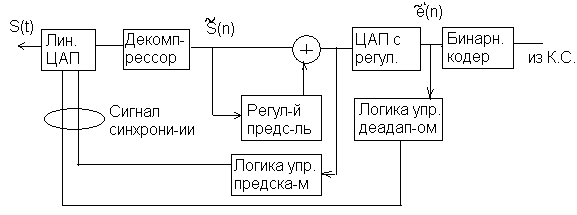 S(t)
Лин.
ЦАП
Декомп-
рессор
S̃(n)
+
ЦАП с
регул.
ẽ*(n)
Бинарн.
кодер
из К.С.
Сигнал
синхрони-ии
Регул-й
предс-ль
Логика упр.
деадап-ом
Логика упр.
предска-м